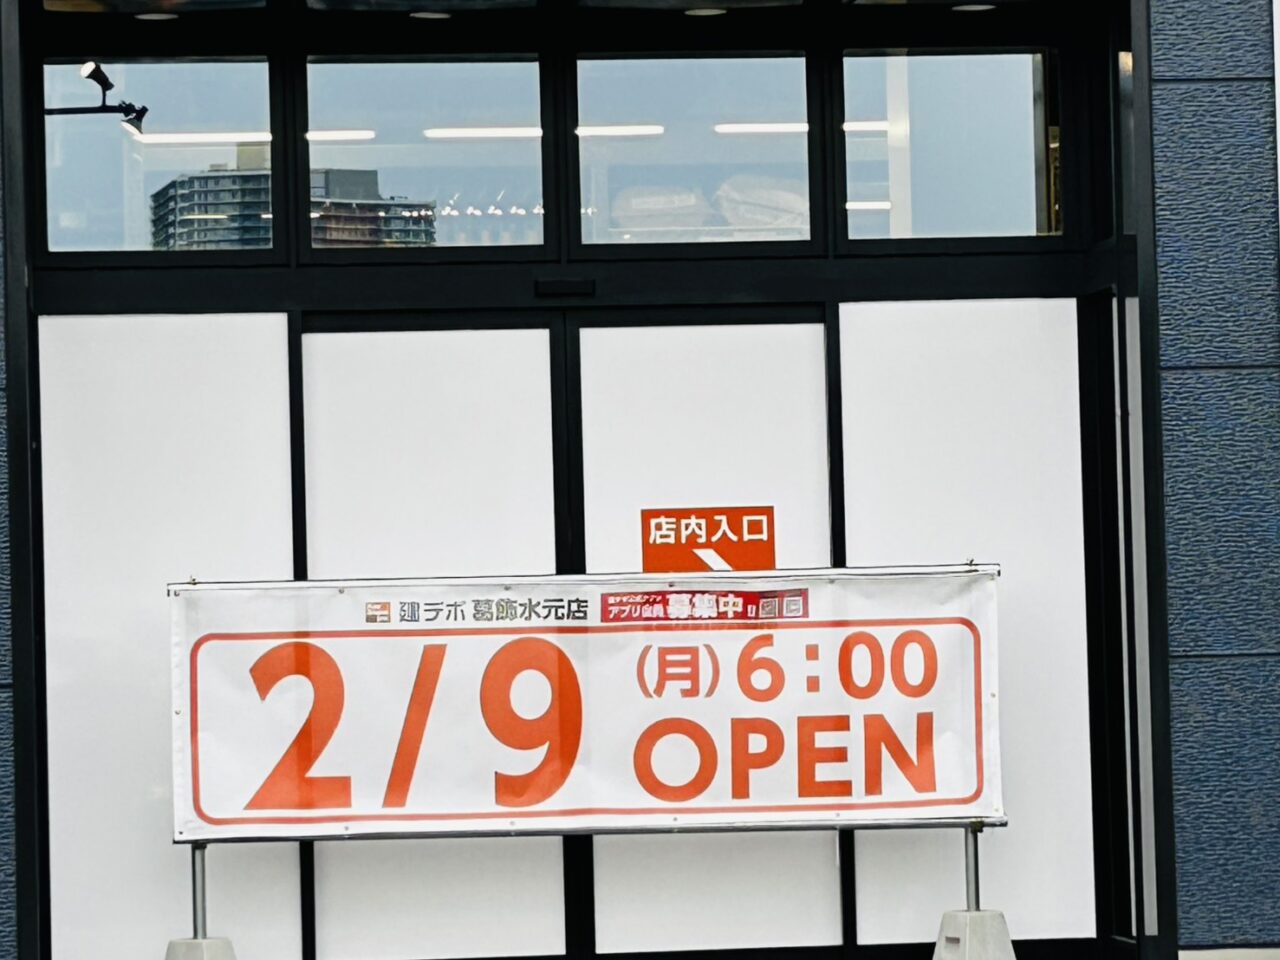 店内入口
建デポ 葛飾水元店
アプリ会員 募集中!!
2/9 (月) 6:00
OPEN